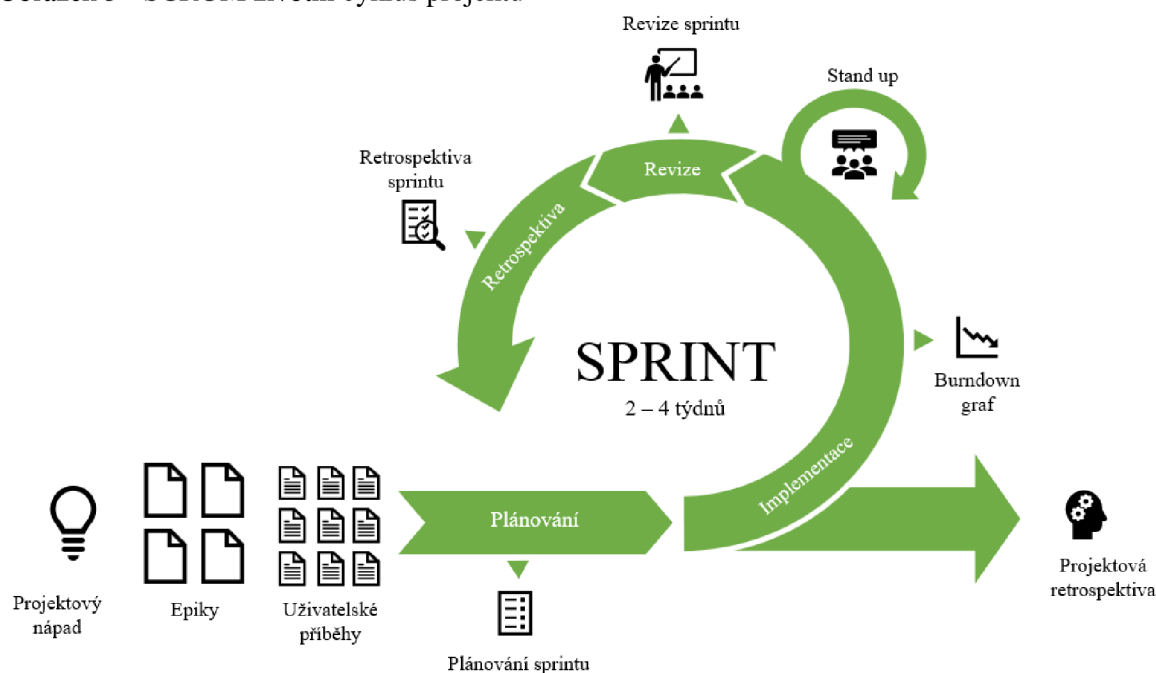 Revize sprintu
Stand up
Retrospektiva
sprintu
Revize
Retrospektiva
SPRINT
2 – 4 týdnů
Burndown
graf
Implementace
Plánování
Projektový
nápad
Epiky
Uživatelské
příběhy
Plánování sprintu
Projektová
retrospektiva